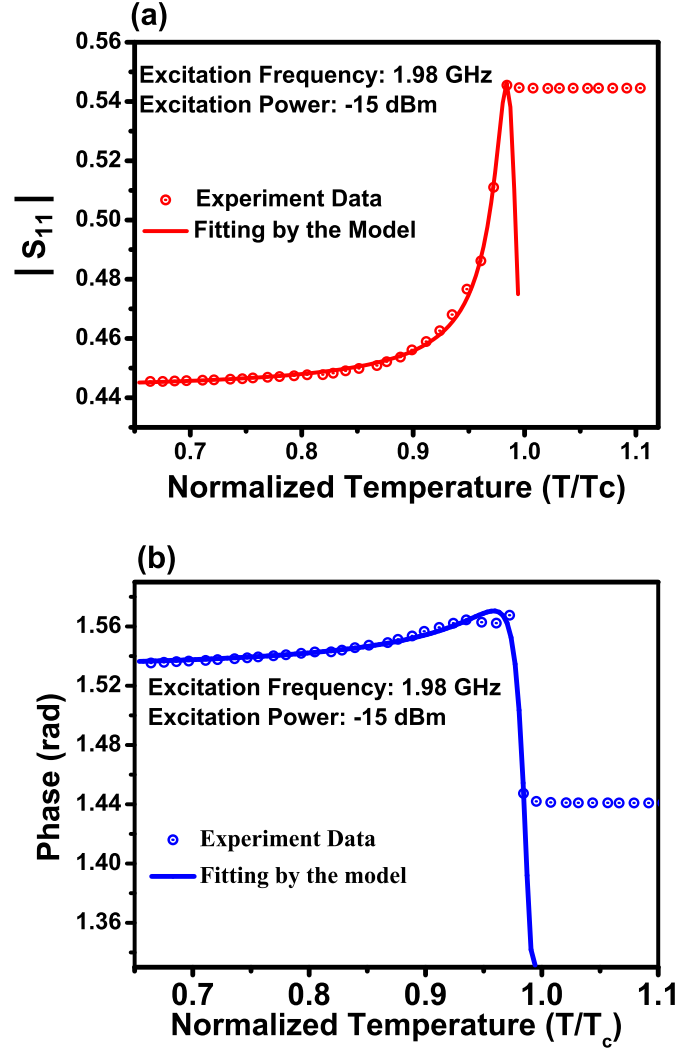 (a)
0.56
0.54
0.52
0.50
0.48
0.46
0.44
Excitation Frequency: 1.98 GHz
Excitation Power: -15 dBm
Experiment Data
Fitting by the Model
| S11 |
0.7 0.8 0.9 1.0 1.1
Normalized Temperature (T/Tc)
(b)
1.56
1.52
1.48
1.44
1.40
1.36
Excitation Frequency: 1.98 GHz
Excitation Power: -15 dBm
Experiment Data
Fitting by the model
Phase (rad)
0.7 0.8 0.9 1.0 1.1
Normalized Temperature (T/Tc)